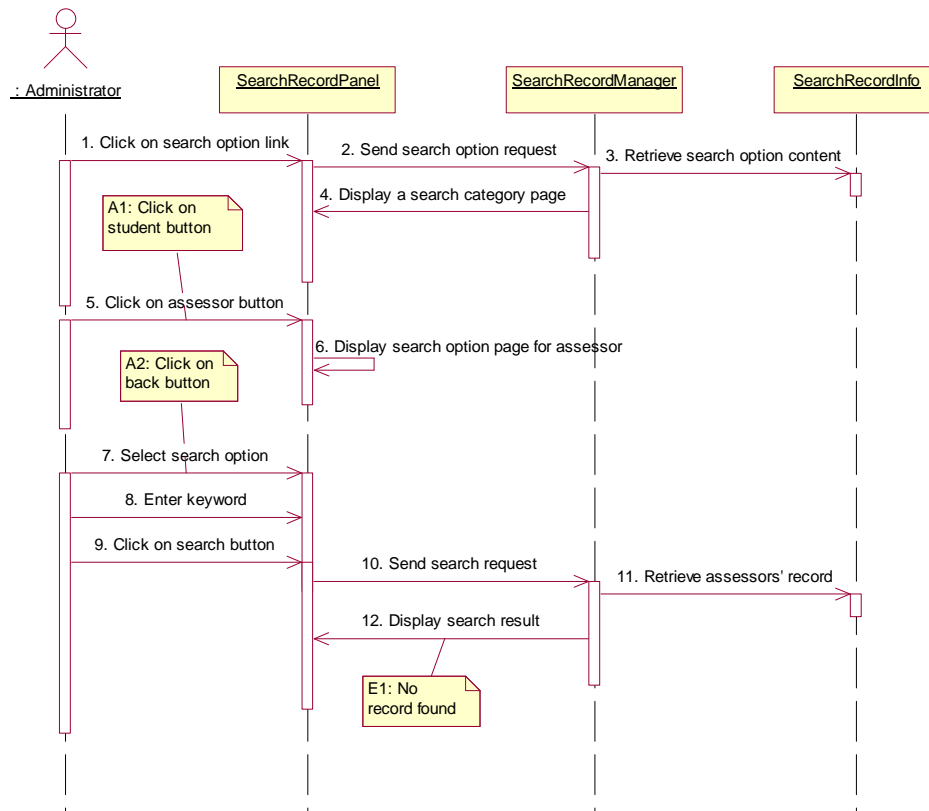 : Administrator
SearchRecordPanel
SearchRecordManager
SearchRecordInfo
1. Click on search option link
2. Send search option request
3. Retrieve search option content
4. Display a search category page
A1: Click on
student button
5. Click on assessor button
6. Display search option page for assessor
A2: Click on
back button
7. Select search option
8. Enter keyword
9. Click on search button
10. Send search request
11. Retrieve assessors' record
12. Display search result
E1: No
record found